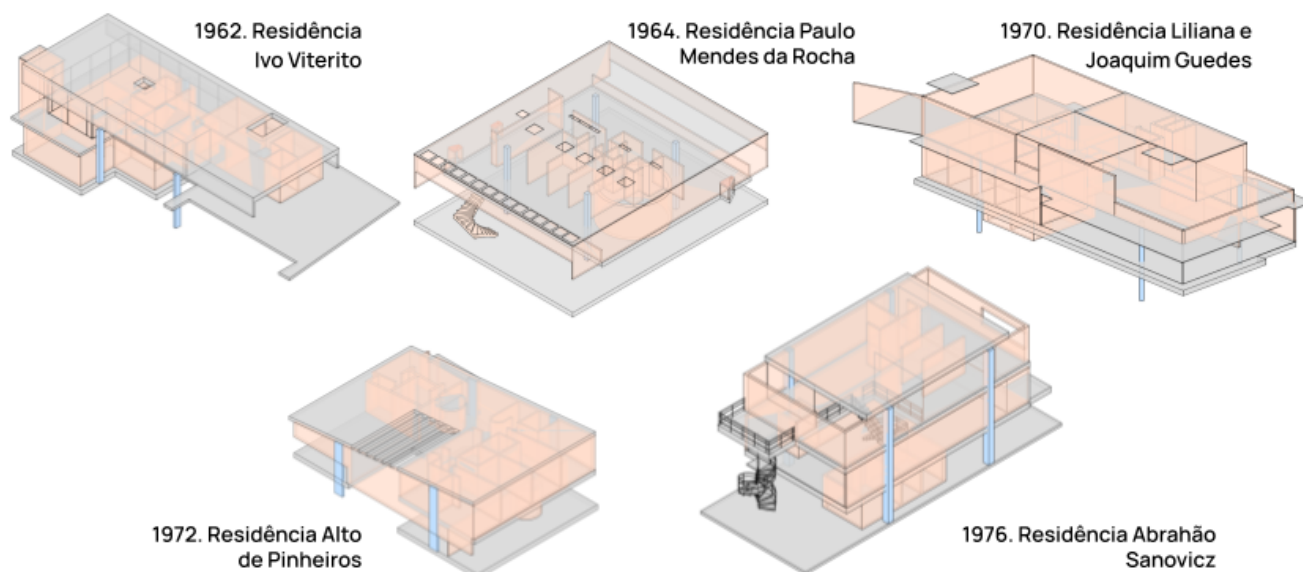 1962. Residência
Ivo Viterito
1964. Residência Paulo
Mendes da Rocha
1970. Residência Liliana e
Joaquim Guedes
1972. Residência Alto
de Pinheiros
1976. Residência Abrahão
Sanovicz